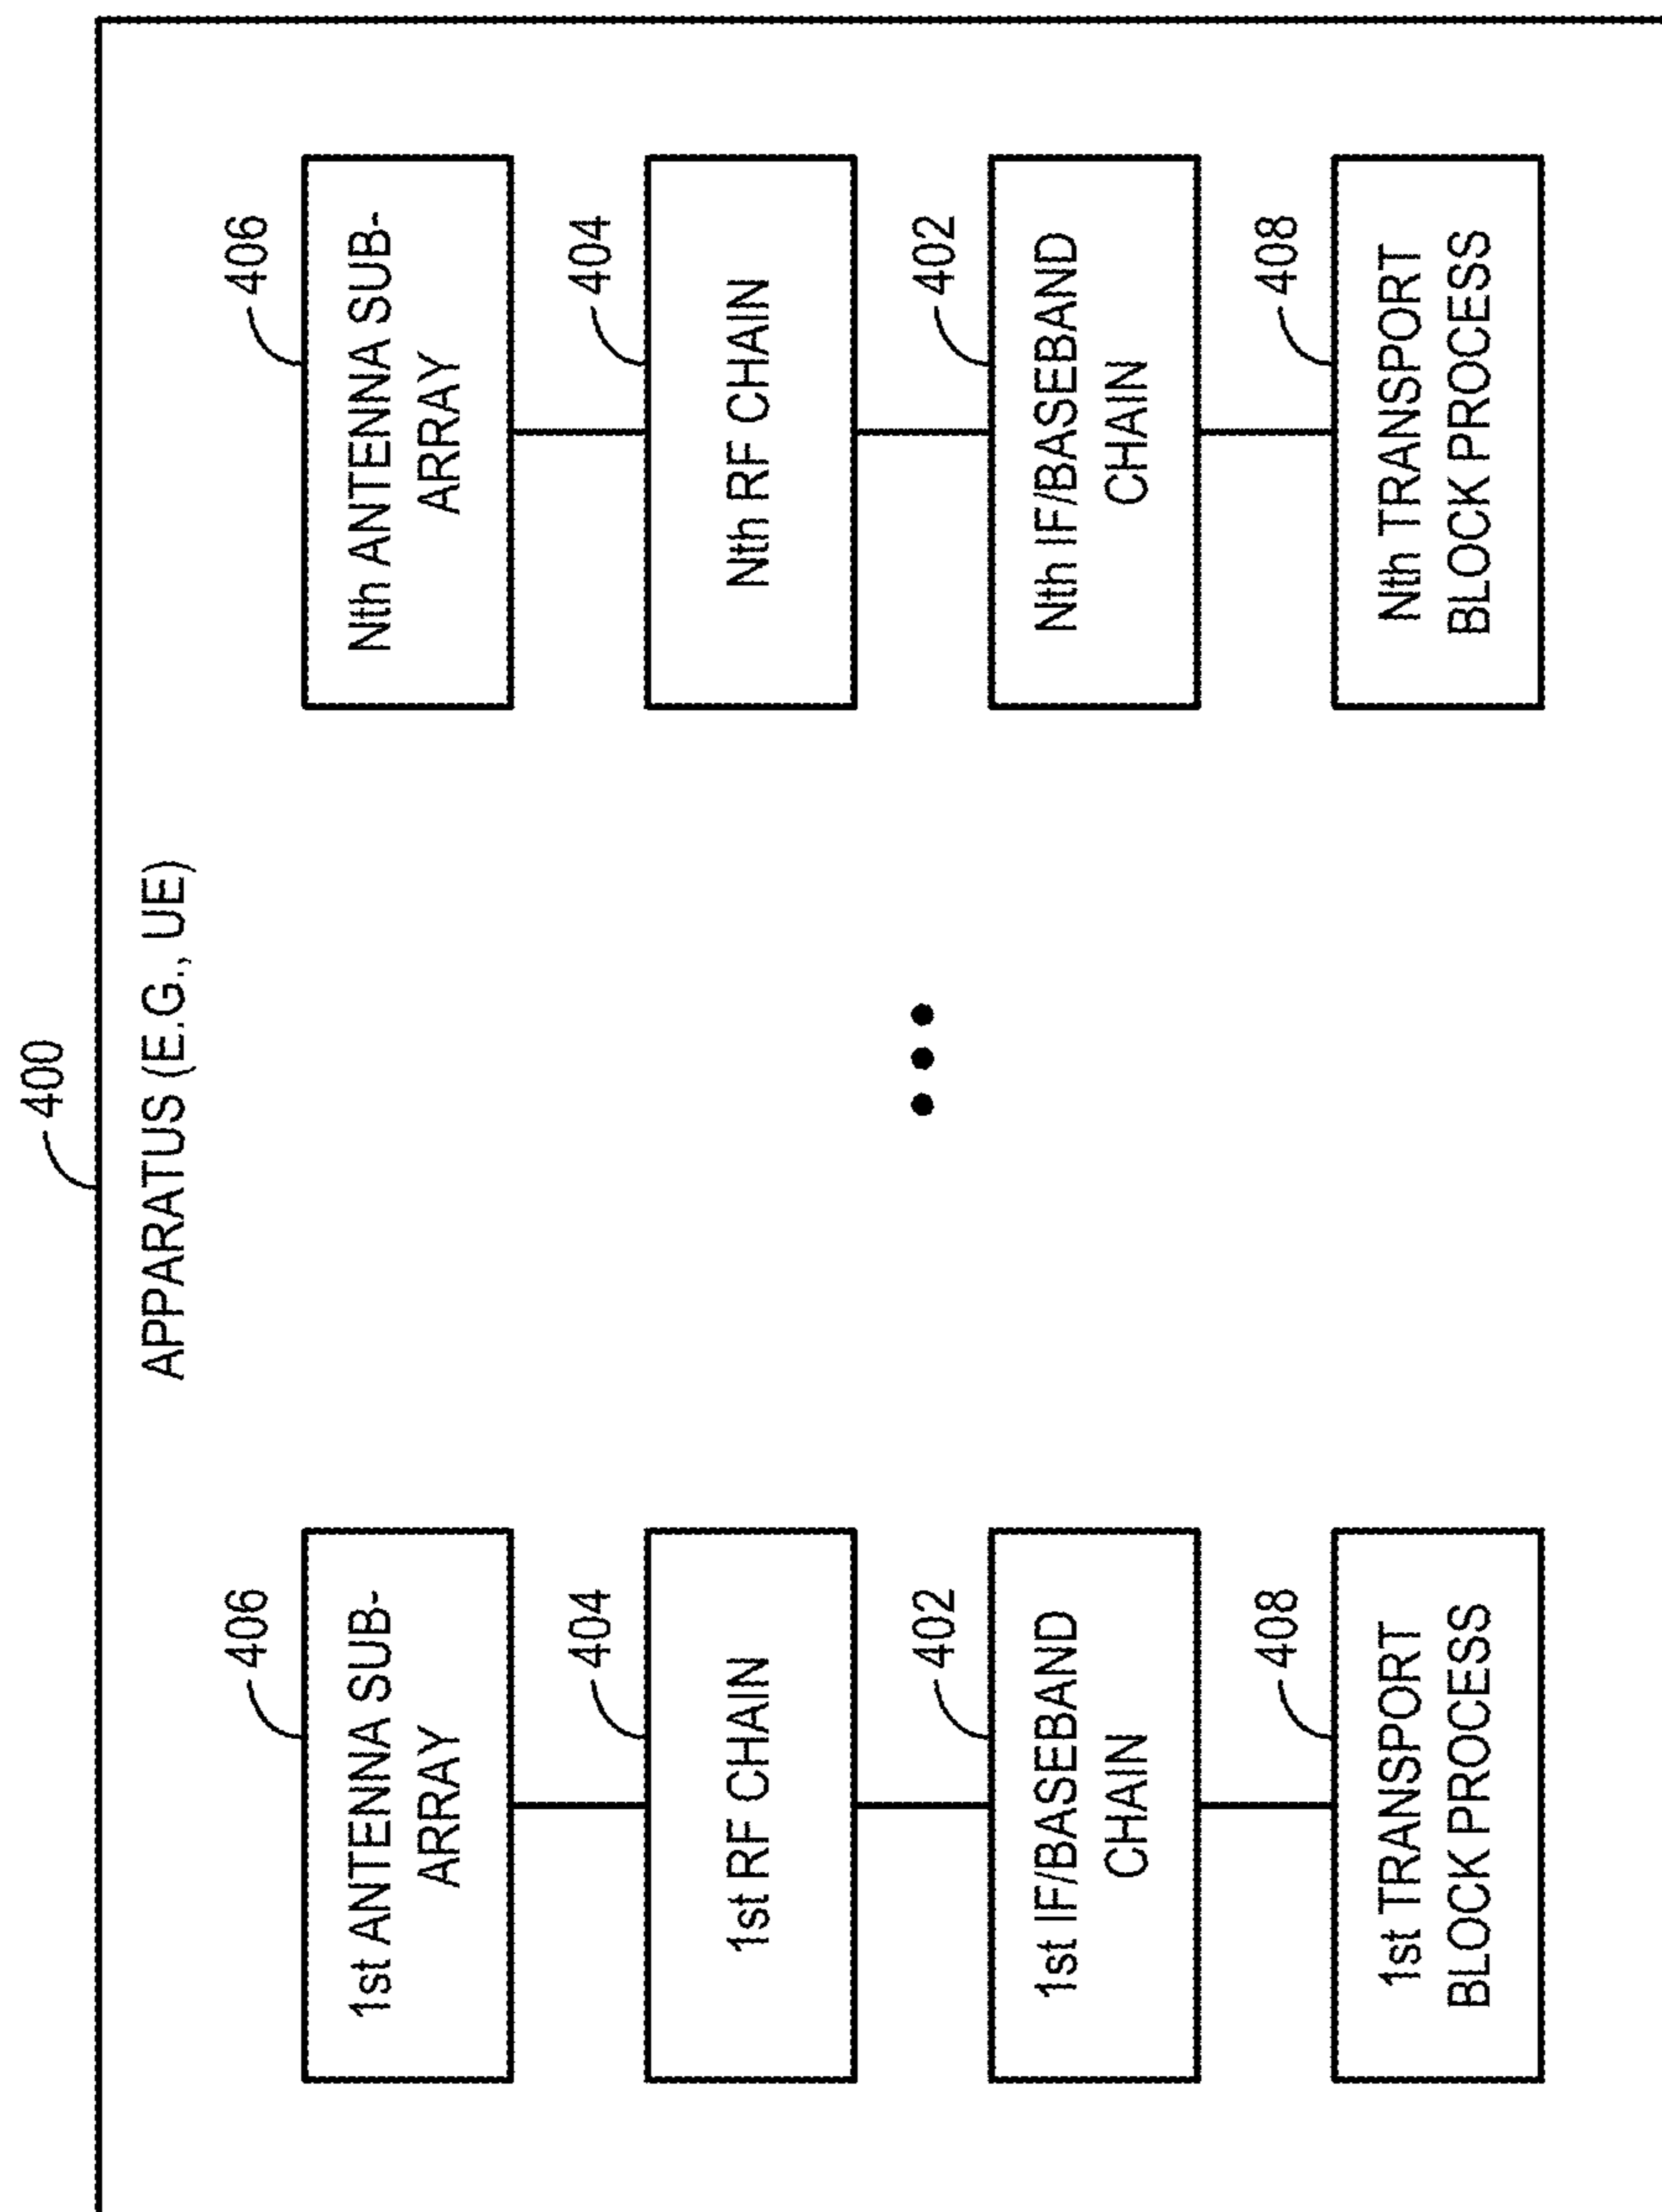 400
APPARATUS (E.G., UE)
406
1st ANTENNA SUB-
ARRAY
404
1st RF CHAIN
402
1st IF/BASEBAND
CHAIN
408
1st TRANSPORT
BLOCK PROCESS
406
Nth ANTENNA SUB-
ARRAY
404
Nth RF CHAIN
402
Nth IF/BASEBAND
CHAIN
408
Nth TRANSPORT
BLOCK PROCESS